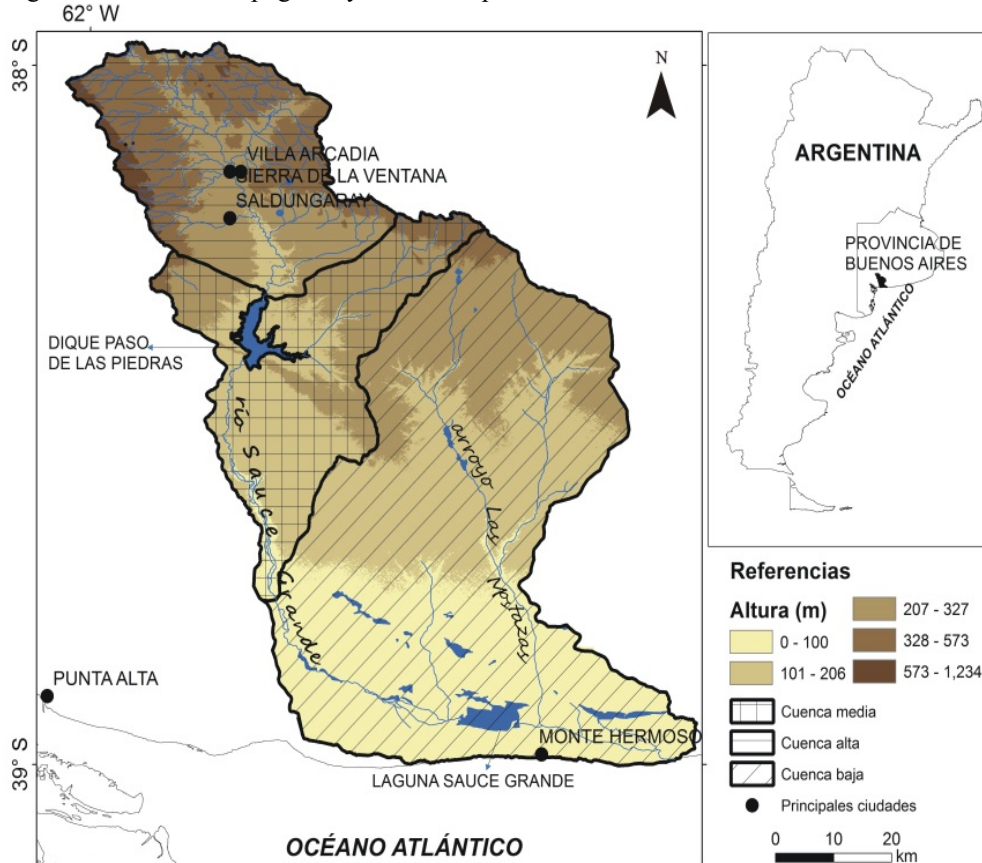 62° W
38° S
N
VILLA ARCADIA
SIERRA DE LA VENTANA
SALDUNGARAY
DIQUE PASO
DE LAS PIEDRAS
río Sauce Grande
arroyo Las Mostazas
PUNTA ALTA
MONTE HERMOSO
39° S
LAGUNA SAUCE GRANDE
OCÉANO ATLÁNTICO
ARGENTINA
PROVINCIA DE
BUENOS AIRES
OCÉANO ATLÁNTICO
Referencias
Altura (m)
0 - 100
101 - 206
207 - 327
328 - 573
573 - 1,234
Cuenca media
Cuenca alta
Cuenca baja
Principales ciudades
0 10 20
km